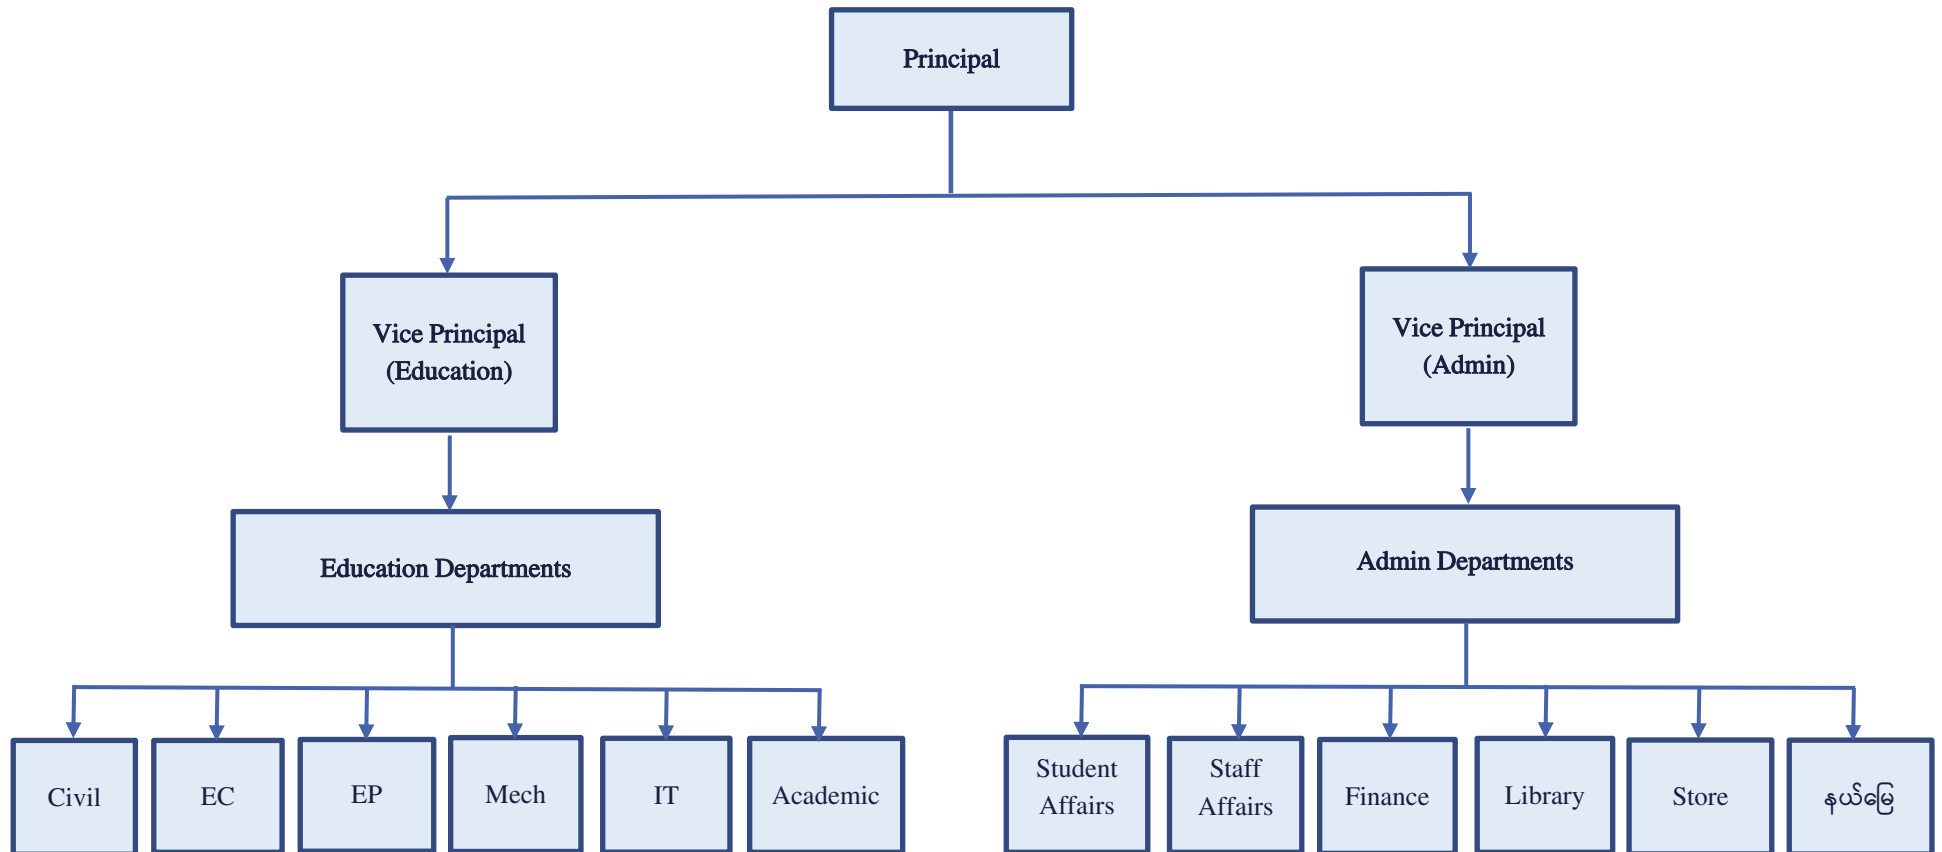 Principal
Vice Principal
(Education)
Vice Principal
(Admin)
Education Departments
Admin Departments
Civil
EC
EP
Mech
IT
Academic
Student
Affairs
Staff
Affairs
Finance
Library
Store
နယ်မြေ